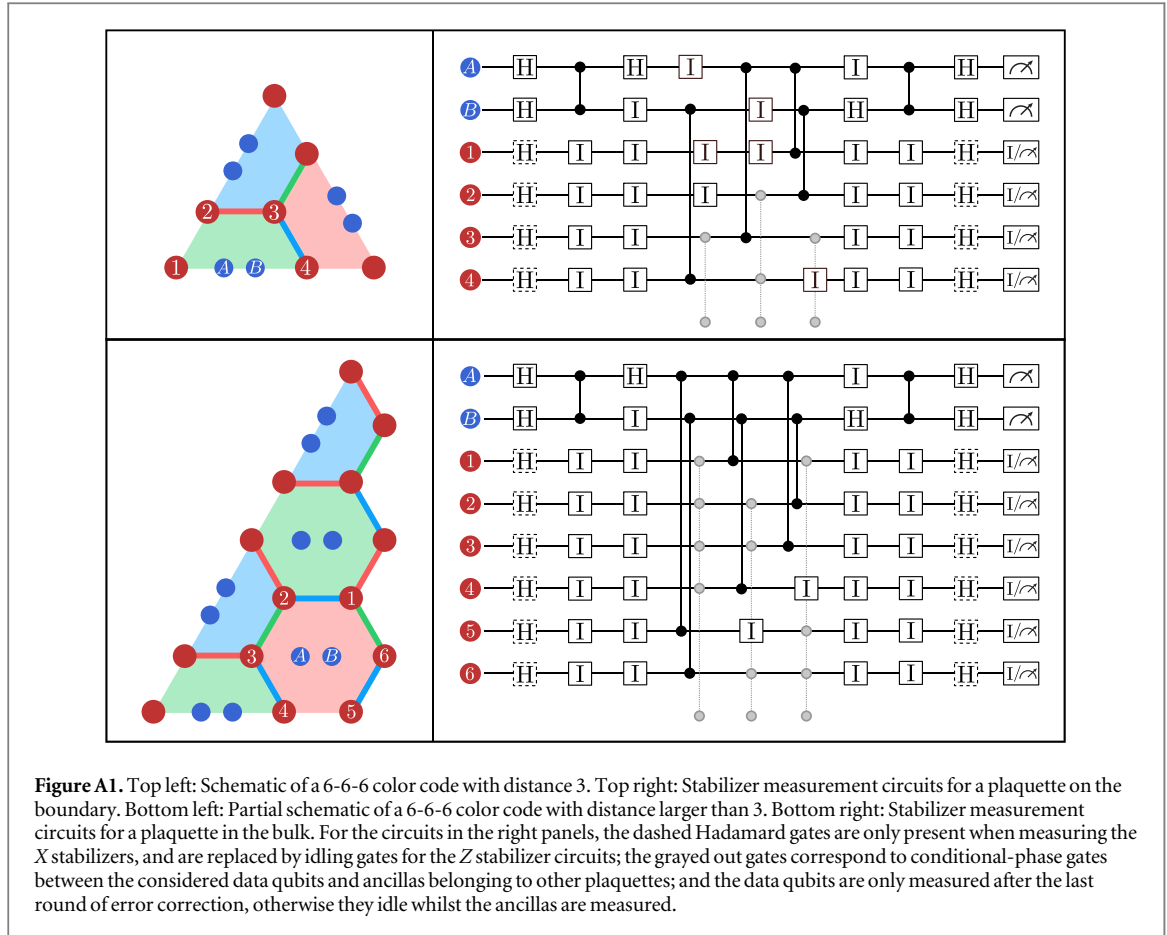 A H H I I H
B H I I H H
1 H I I I I I I H I/
2 H I I I I I H I/
2 3 3 H I I I I H I/
1 A B 4 4 H I I I I I H I/
A H H I H
B H I H H
1 H I I I I H I/
2 H I I I I H I/
3 H I I I I H I/
2 1 4 H I I I I I H I/
3 A B 6 5 H I I I I I H I/
4 5 6 H I I I I H I/
Figure A1. Top left: Schematic of a 6-6-6 color code with distance 3. Top right: Stabilizer measurement circuits for a plaquette on the
boundary. Bottom left: Partial schematic of a 6-6-6 color code with distance larger than 3. Bottom right: Stabilizer measurement
circuits for a plaquette in the bulk. For the circuits in the right panels, the dashed Hadamard gates are only present when measuring the
X stabilizers, and are replaced by idling gates for the Z stabilizer circuits; the grayed out gates correspond to conditional-phase gates
between the considered data qubits and ancillas belonging to other plaquettes; and the data qubits are only measured after the last
round of error correction, otherwise they idle whilst the ancillas are measured.